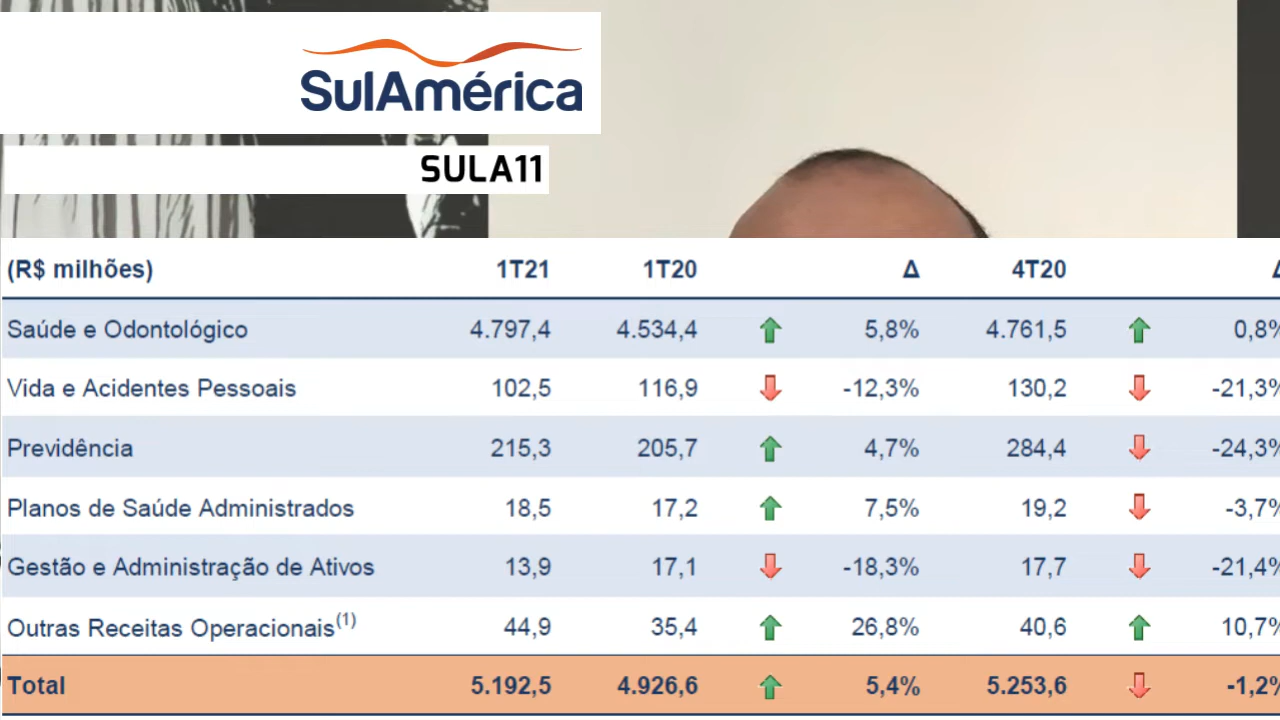 SulAmérica
SULA11
(R$ milhões) 1T21 1T20 Δ 4T20 Δ
Saúde e Odontológico 4.797,4 4.534,4 5,8% 4.761,5 0,8%
Vida e Acidentes Pessoais 102,5 116,9 -12,3% 130,2 -21,3%
Previdência 215,3 205,7 4,7% 284,4 -24,3%
Planos de Saúde Administrados 18,5 17,2 7,5% 19,2 -3,7%
Gestão e Administração de Ativos 13,9 17,1 -18,3% 17,7 -21,4%
Outras Receitas Operacionais(1) 44,9 35,4 26,8% 40,6 10,7%
Total 5.192,5 4.926,6 5,4% 5.253,6 -1,2%